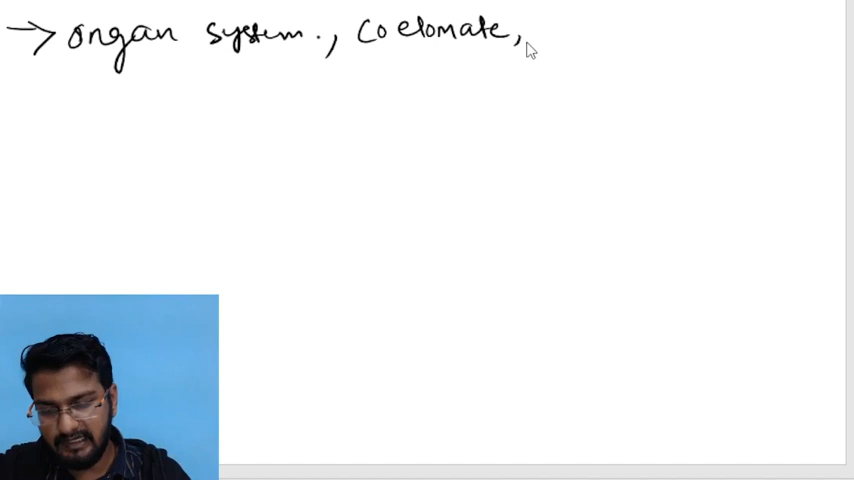 → organ system., coelomate,